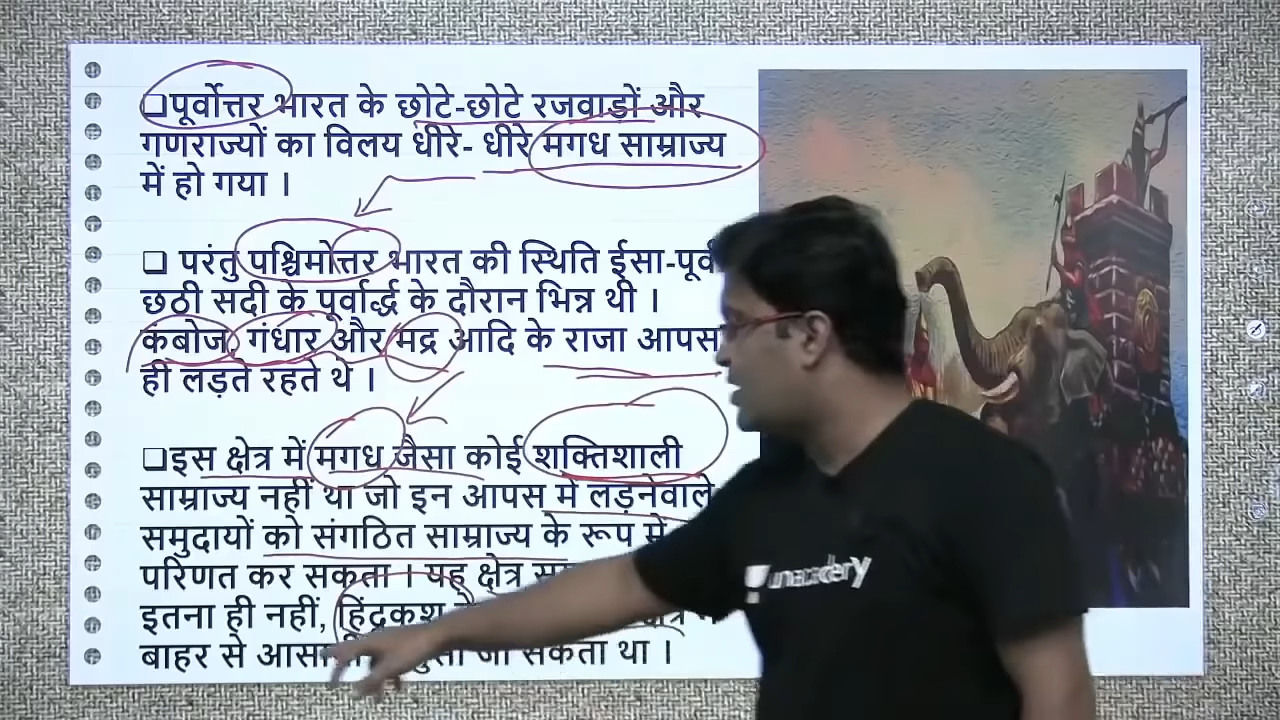 ❑पूर्वोत्तर भारत के छोटे-छोटे रजवाड़ों और
गणराज्यों का विलय धीरे- धीरे मगध साम्राज्य
में हो गया ।
❑ परंतु पश्चिमोत्तर भारत की स्थिति ईसा-पूर्व
छठी सदी के पूर्वार्द्ध के दौरान भिन्न थी ।
कंबोज, गंधार और मद्र आदि के राजा आपस
ही लड़ते रहते थे ।
❑इस क्षेत्र में मगध जैसा कोई शक्तिशाली
साम्राज्य नहीं था जो इन आपस में लड़नेवाले
समुदायों को संगठित साम्राज्य के रूप में
परिणत कर सकता । यह क्षेत्र
इतना ही नहीं, हिंदूकुश
बाहर से जा सकता था ।
unacademy